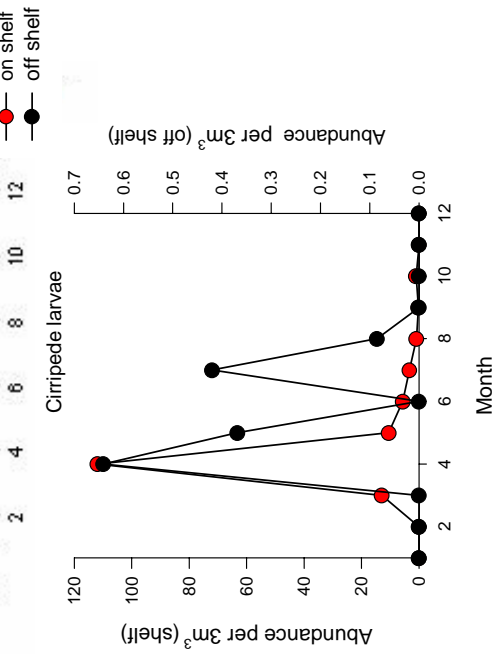 on shelf
off shelf
2 4 6 8 10 12
Cirripede larvae
Abundance per 3m³ (shelf)
120
100
80
60
40
20
0
Abundance per 3m³ (off shelf)
0.7
0.6
0.5
0.4
0.3
0.2
0.1
0.0
2 4 6 8 10 12
Month